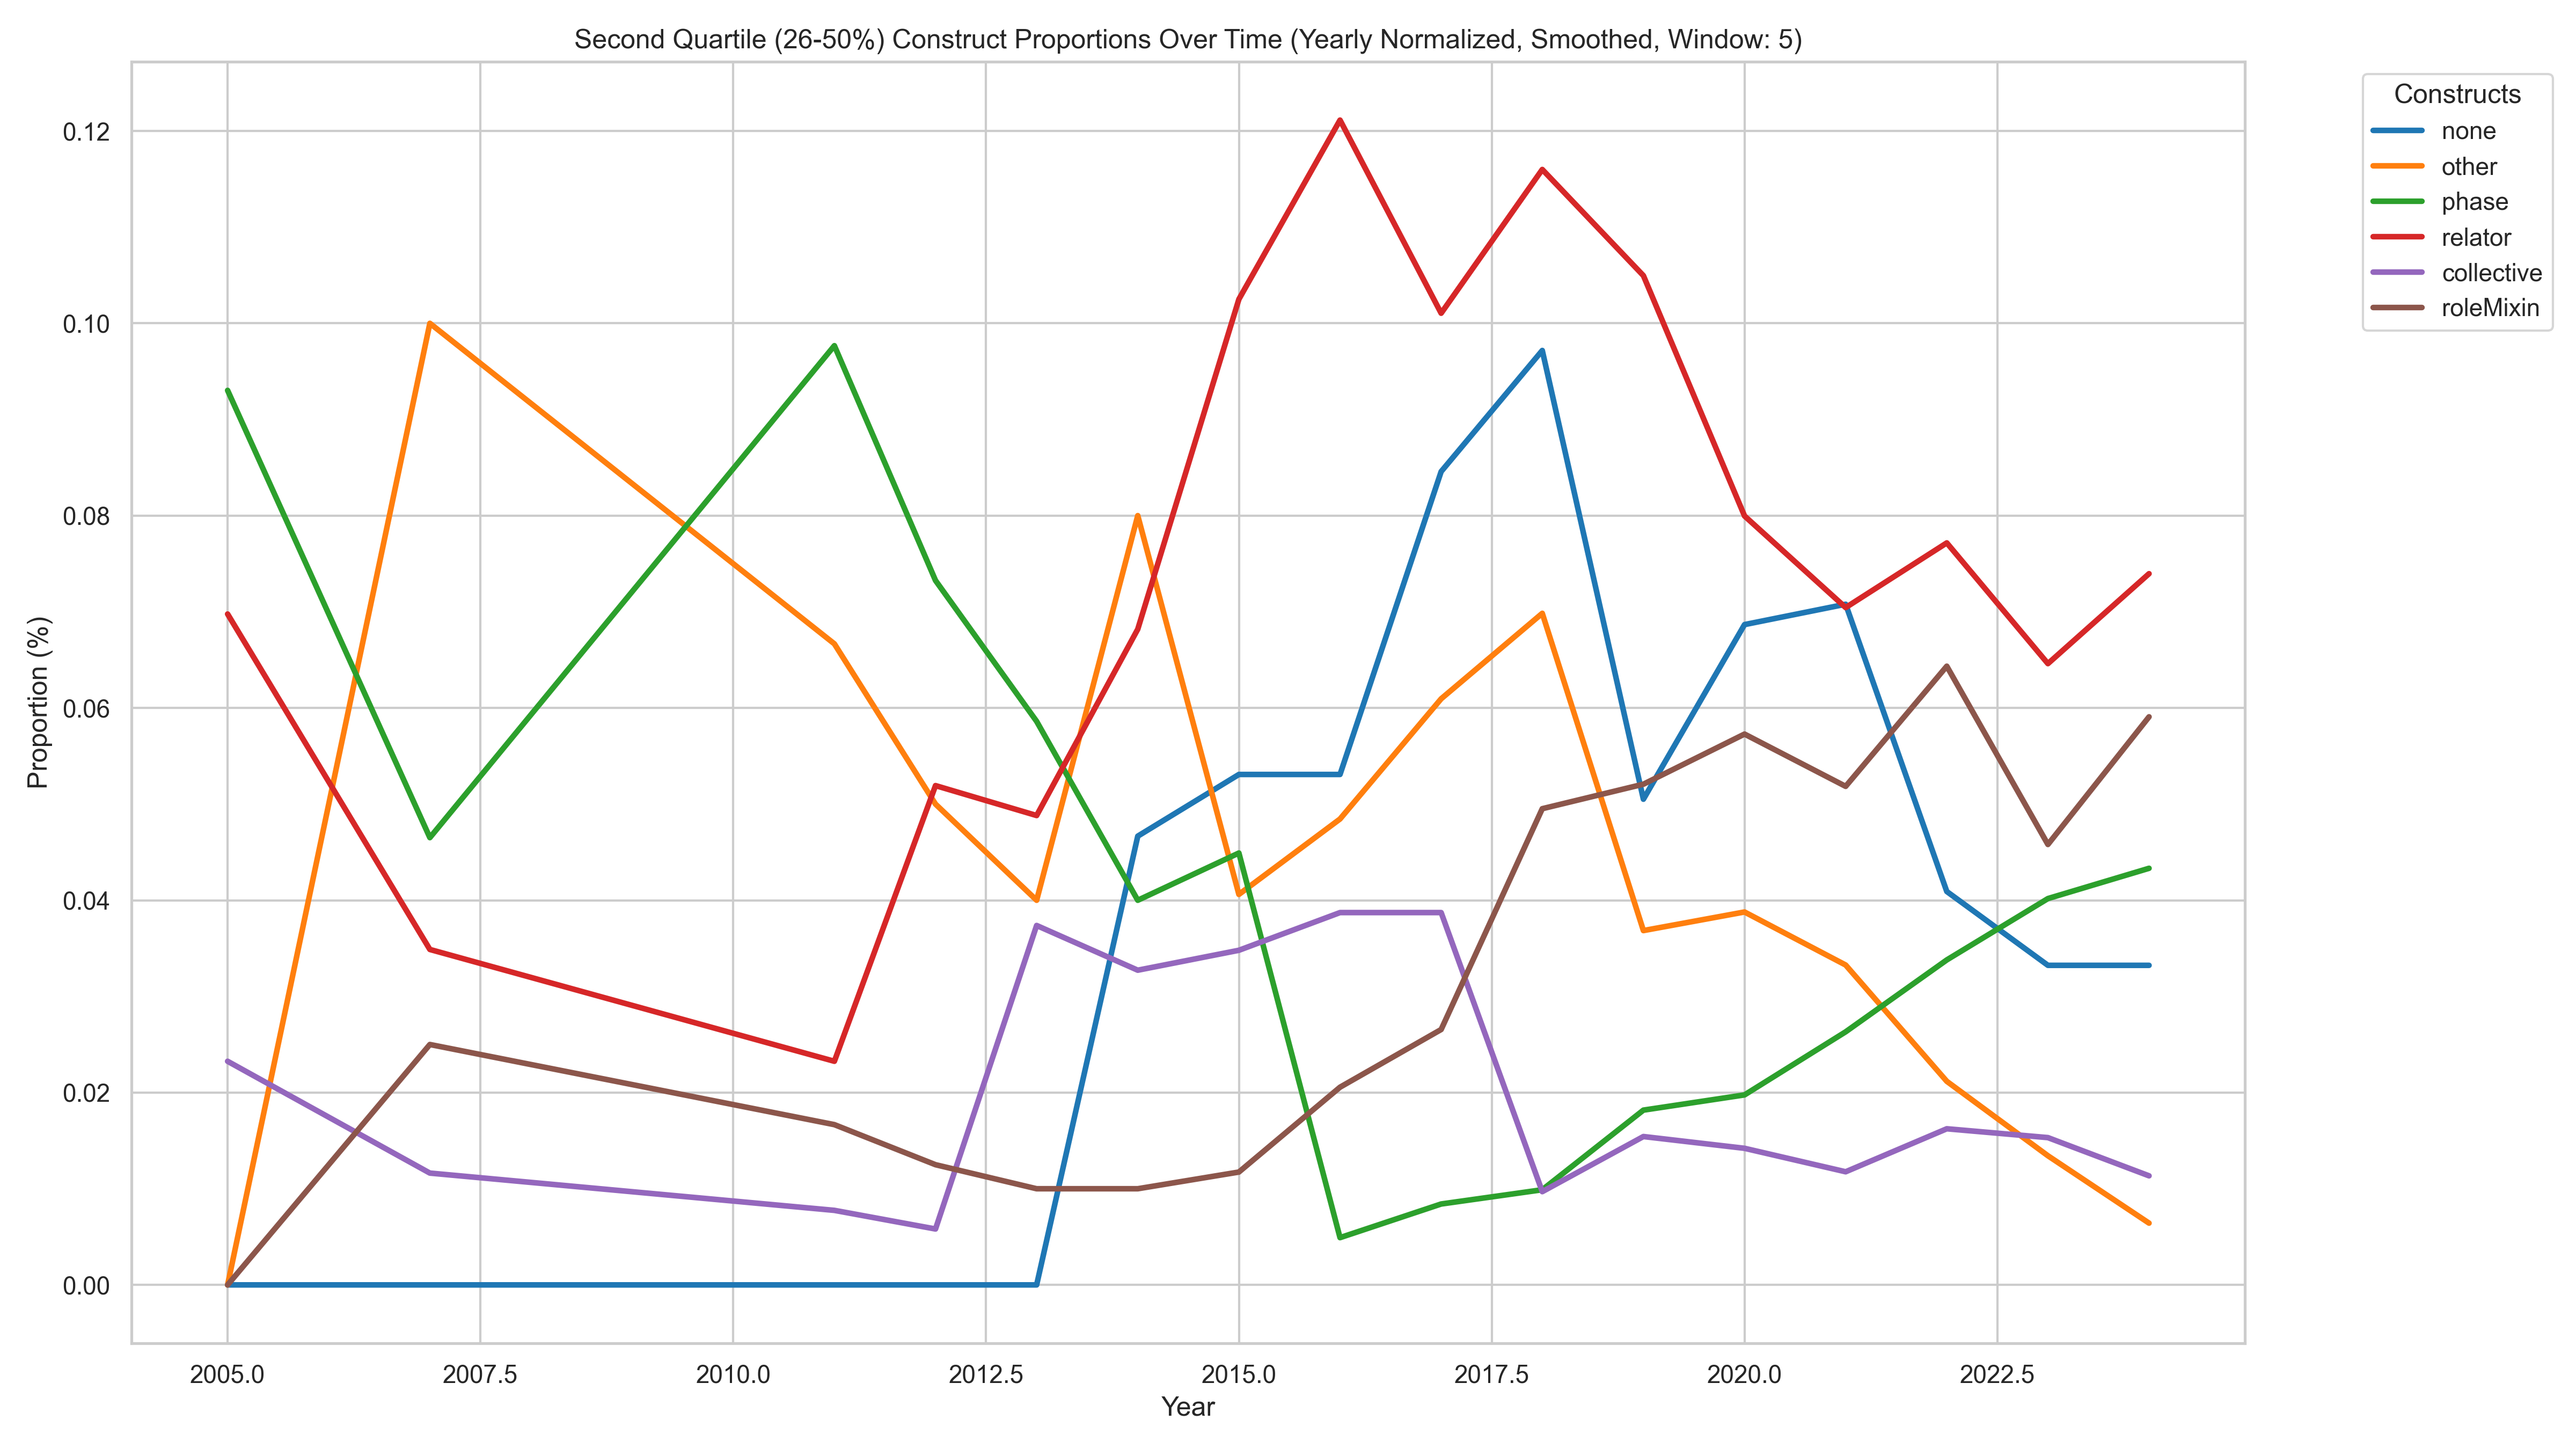 Second Quartile (26-50%) Construct Proportions Over Time (Yearly Normalized, Smoothed, Window: 5)
Constructs
none
other
phase
relator
collective
roleMixin
Proportion (%)
0.12
0.10
0.08
0.06
0.04
0.02
0.00
2005.0 2007.5 2010.0 2012.5 2015.0 2017.5 2020.0 2022.5
Year